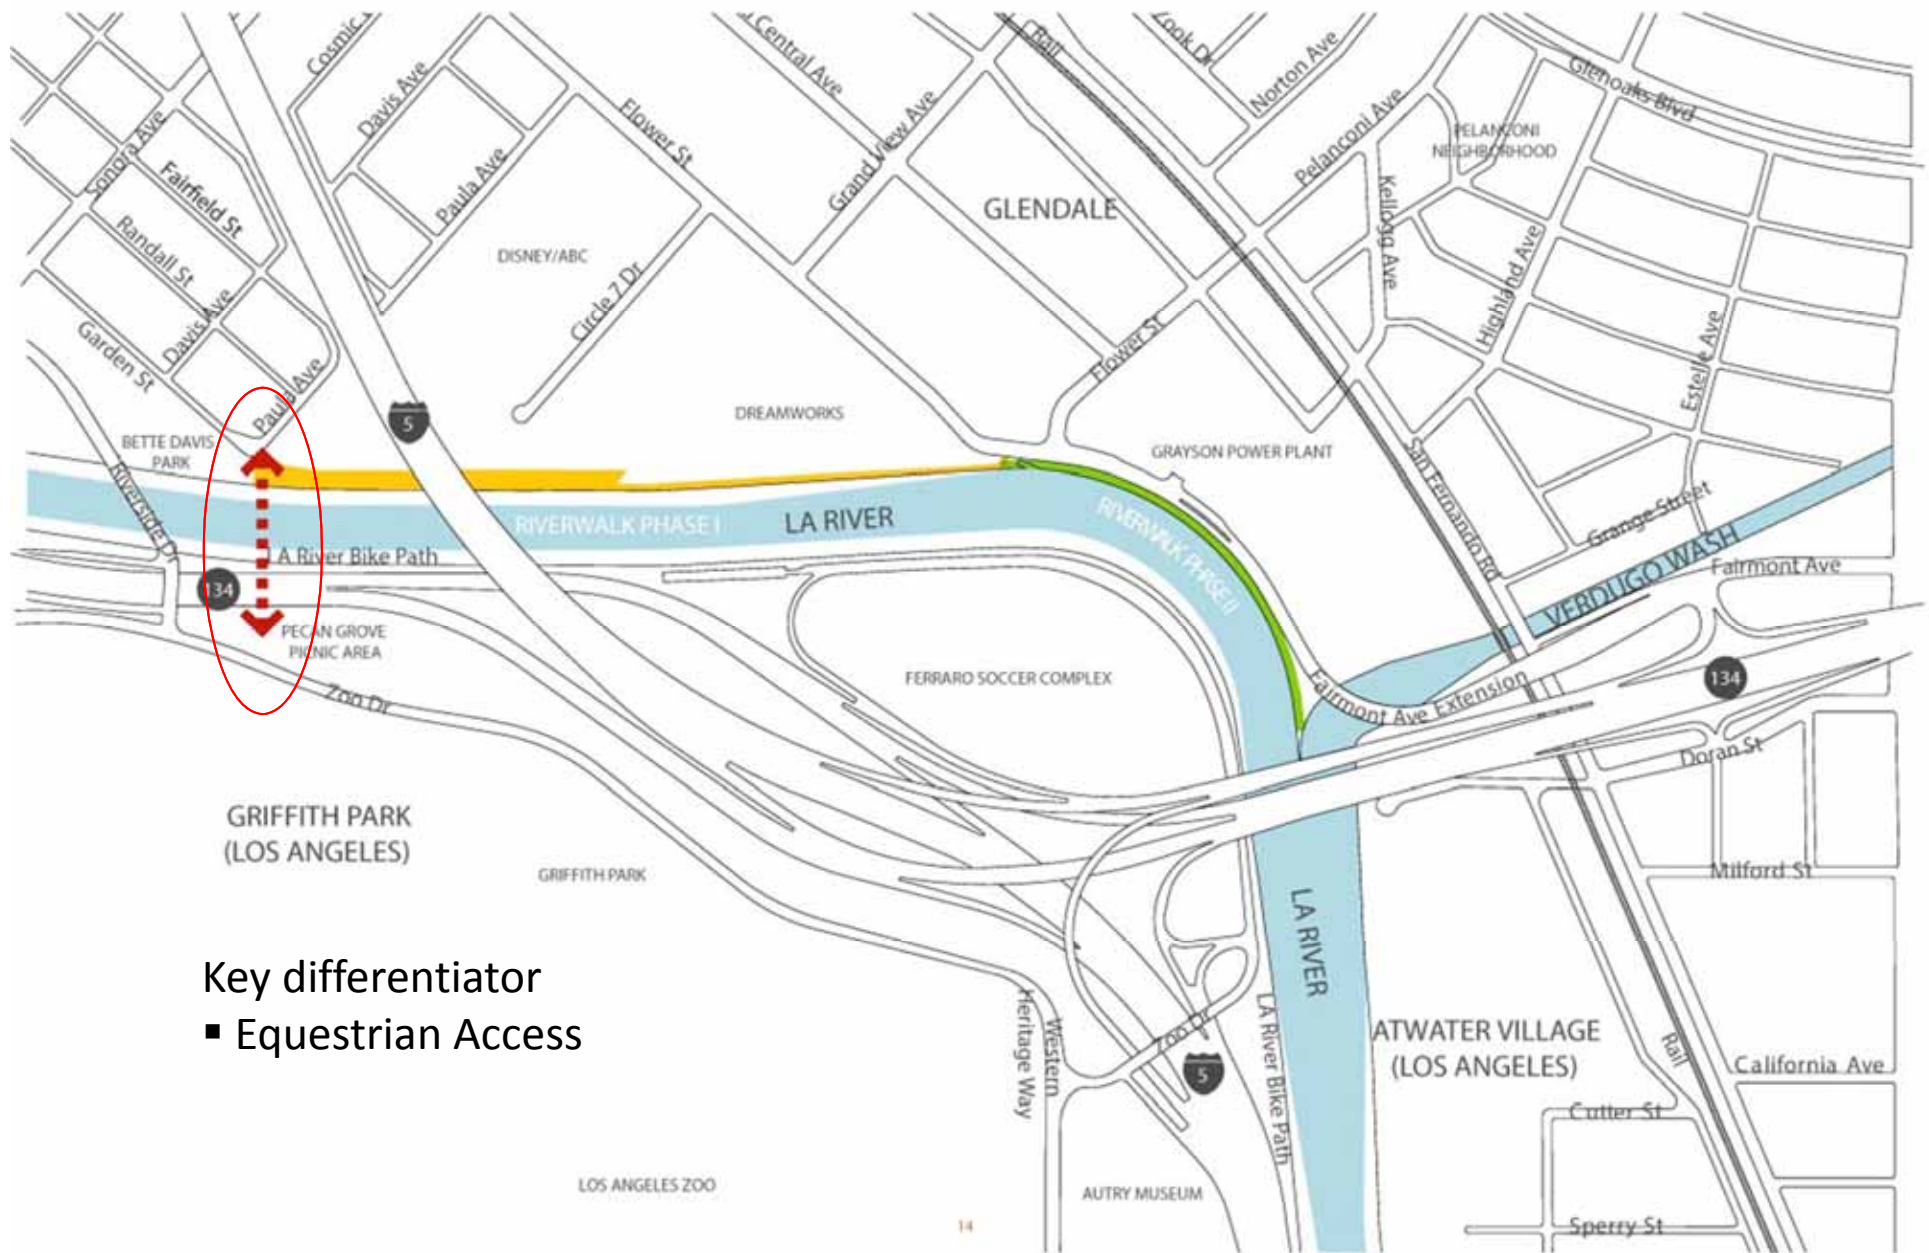 Cosmic
Central Ave
Rail
Zook Dr
Norton Ave
Glenoaks Blvd
Davis Ave
Flower St
Grand View Ave
Pelanconi Ave
PELANCONI
NEIGHBORHOOD
Sonora Ave
Fairfield St
Paula Ave
GLENDALE
Kellogg Ave
Randall St
DISNEY/ABC
Circle 7 Dr
Highland Ave
Davis Ave
Garden St
Flower St
Estelle Ave
Paula Ave
5
DREAMWORKS
BETTE DAVIS
PARK
GRAYSON POWER PLANT
San Fernando Rd
Riverside Dr
RIVERWALK PHASE I
LA RIVER
RIVERWALK PHASE II
Grange Street
VERDUGO WASH
Fairmont Ave
A River Bike Path
134
PECAN GROVE
PICNIC AREA
FERRARO SOCCER COMPLEX
Fairmont Ave Extension
134
Zoo Dr
Doran St
GRIFFITH PARK
(LOS ANGELES)
GRIFFITH PARK
Milford St
LA RIVER
Key differentiator
▪ Equestrian Access
Western
Heritage Way
Zoo Dr
LA River Bike Path
ATWATER VILLAGE
(LOS ANGELES)
Rail
California Ave
5
Cutter St
LOS ANGELES ZOO
AUTRY MUSEUM
14
Sperry St